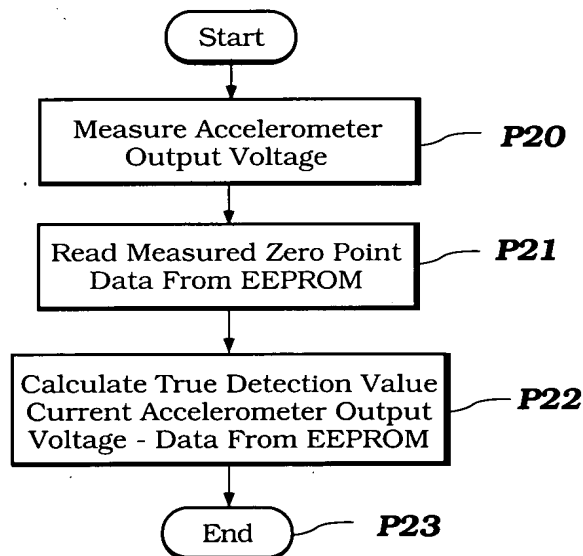 Start
Measure Accelerometer
Output Voltage
P20
Read Measured Zero Point
Data From EEPROM
P21
Calculate True Detection Value
Current Accelerometer Output
Voltage - Data From EEPROM
P22
End
P23